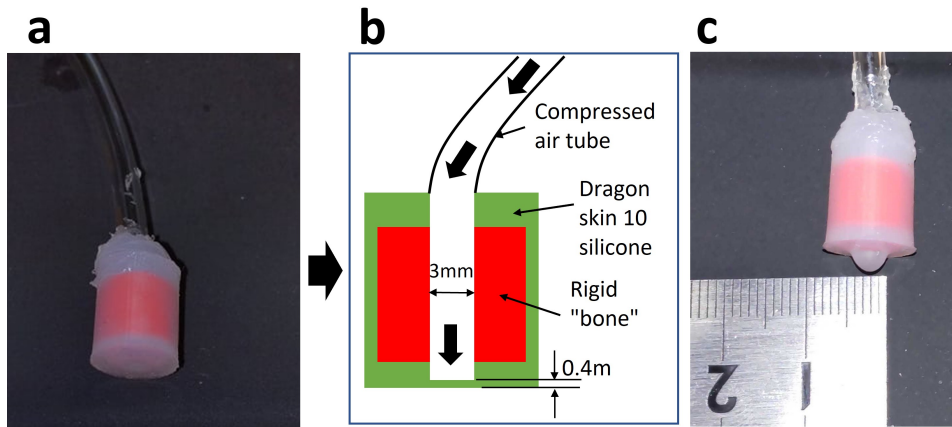 a
b
c
Compressed
air tube
Dragon
skin 10
silicone
3mm
Rigid
"bone"
0.4m
2
1